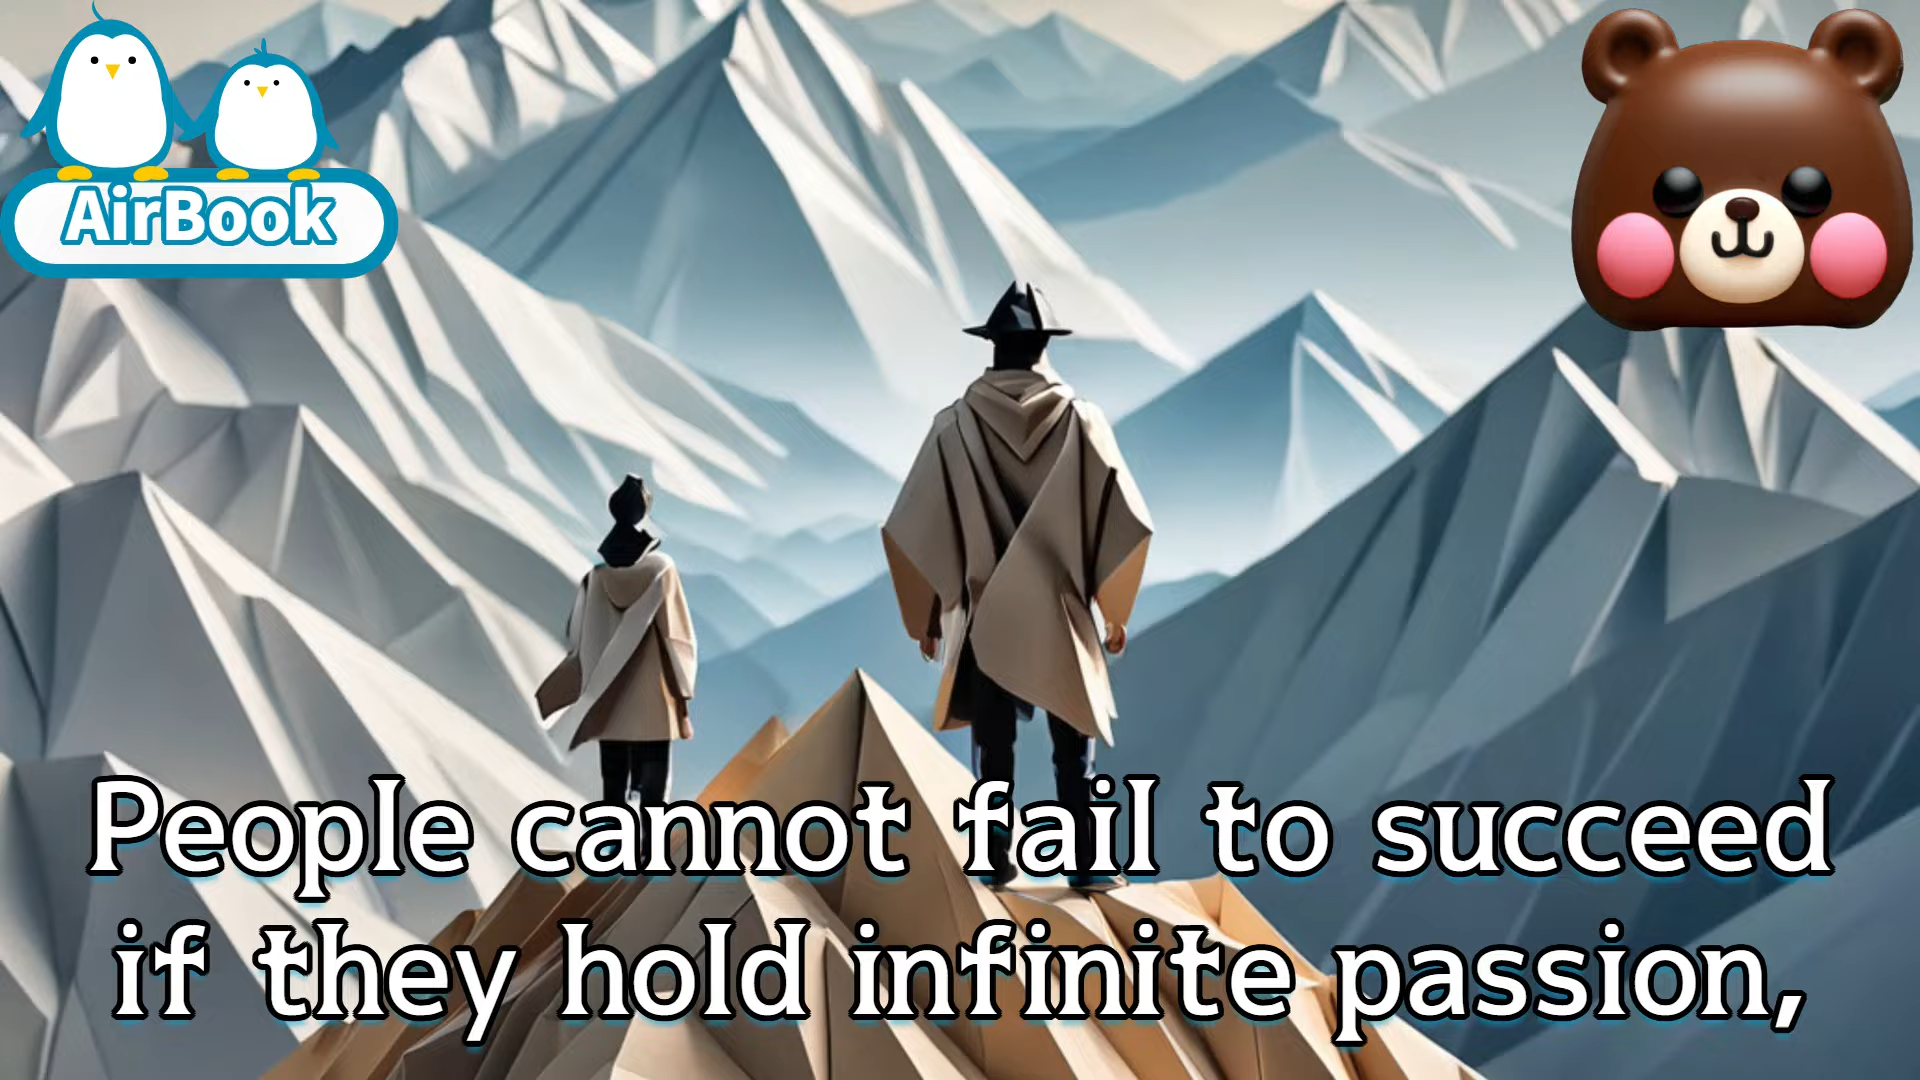 AirBook
People cannot fail to succeed
if they hold infinite passion,